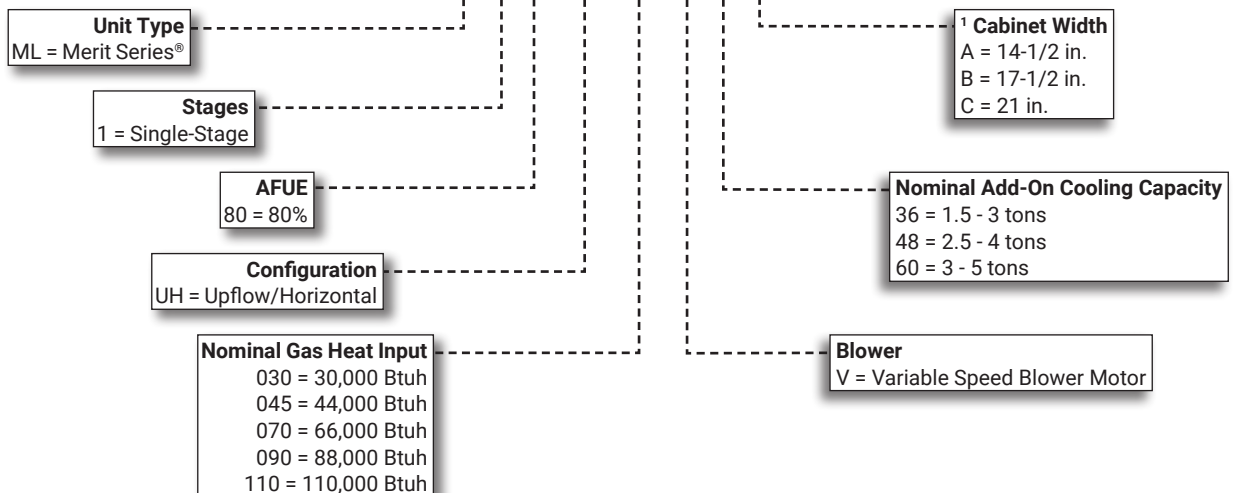 Unit Type
ML = Merit Series®
Stages
1 = Single-Stage
AFUE
80 = 80%
Configuration
UH = Upflow/Horizontal
Nominal Gas Heat Input
030 = 30,000 Btuh
045 = 44,000 Btuh
070 = 66,000 Btuh
090 = 88,000 Btuh
110 = 110,000 Btuh
¹ Cabinet Width
A = 14-1/2 in.
B = 17-1/2 in.
C = 21 in.
Nominal Add-On Cooling Capacity
36 = 1.5 - 3 tons
48 = 2.5 - 4 tons
60 = 3 - 5 tons
Blower
V = Variable Speed Blower Motor